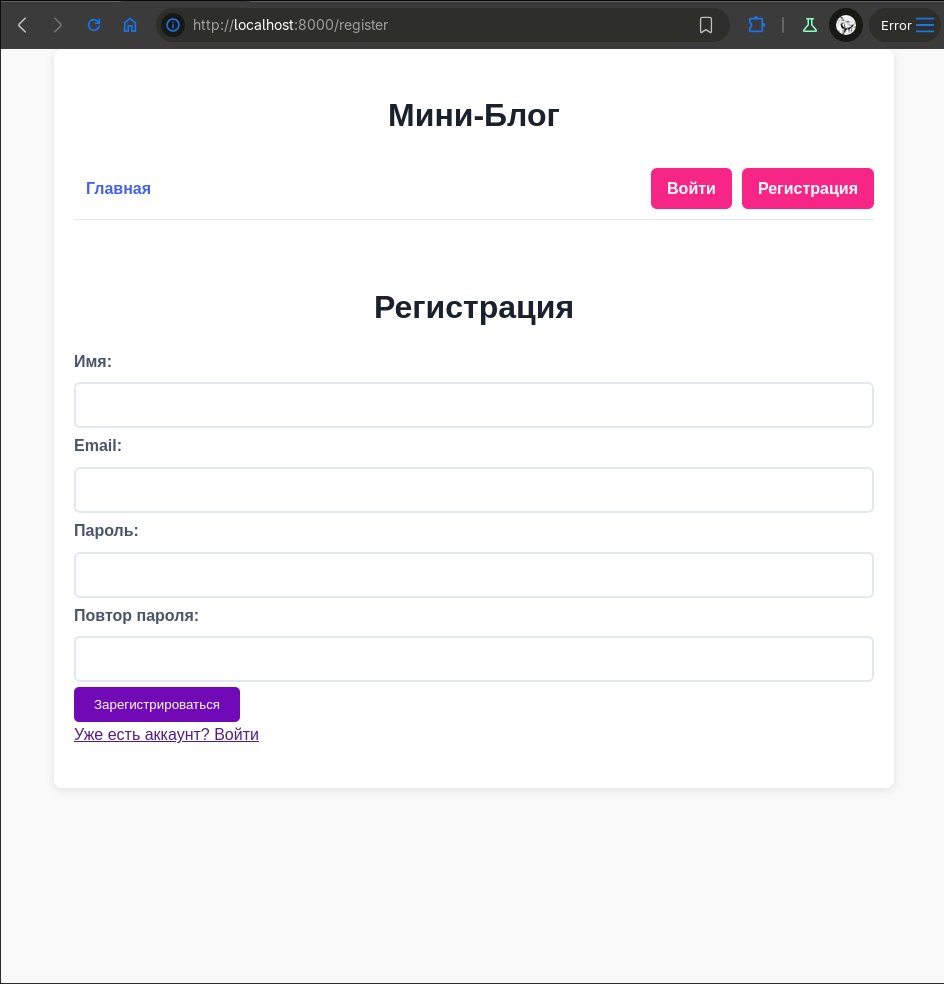 http://localhost:8000/register
Error
Мини-Блог
Главная
Войти
Регистрация
Регистрация
Имя:
Email:
Пароль:
Повтор пароля:
Зарегистрироваться
Уже есть аккаунт? Войти